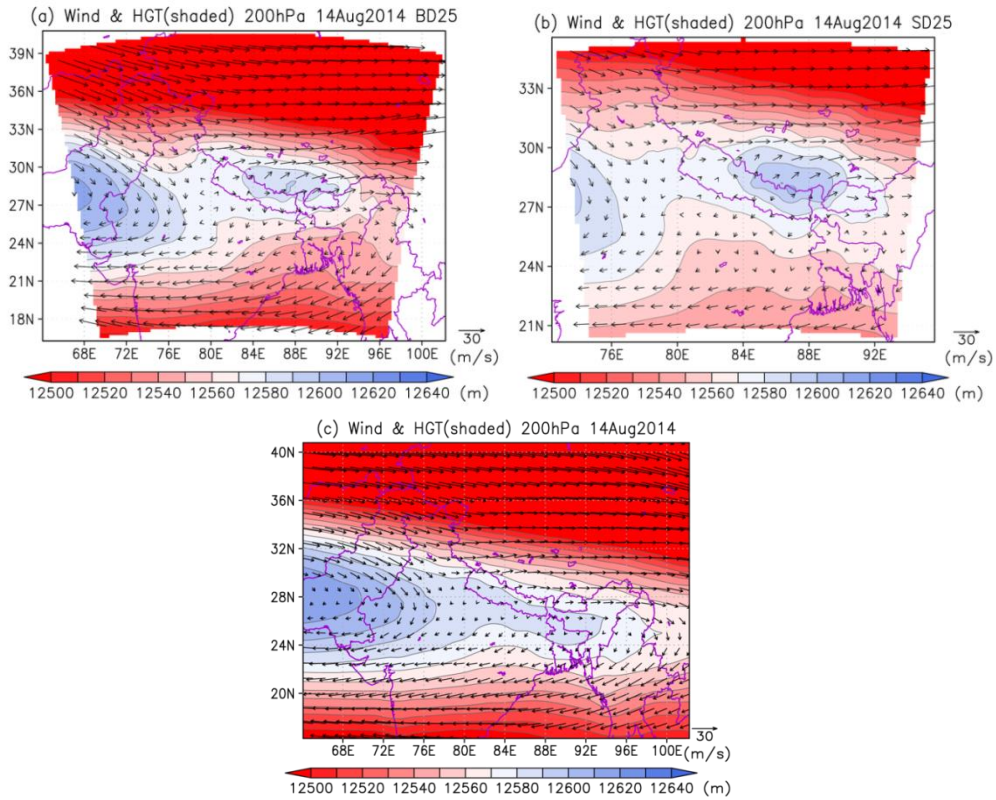 (a) Wind & HGT(shaded) 200hPa 14Aug2014 BD25
39N
36N
33N
30N
27N
24N
21N
18N
68E 72E 76E 80E 84E 88E 92E 96E 100E
30
(m/s)
12500 12520 12540 12560 12580 12600 12620 12640 (m)
(b) Wind & HGT(shaded) 200hPa 14Aug2014 SD25
33N
30N
27N
24N
21N
76E 80E 84E 88E 92E
30
(m/s)
12500 12520 12540 12560 12580 12600 12620 12640 (m)
(c) Wind & HGT(shaded) 200hPa 14Aug2014
40N
36N
32N
28N
24N
20N
68E 72E 76E 80E 84E 88E 92E 96E 100E
30
(m/s)
12500 12520 12540 12560 12580 12600 12620 12640 (m)